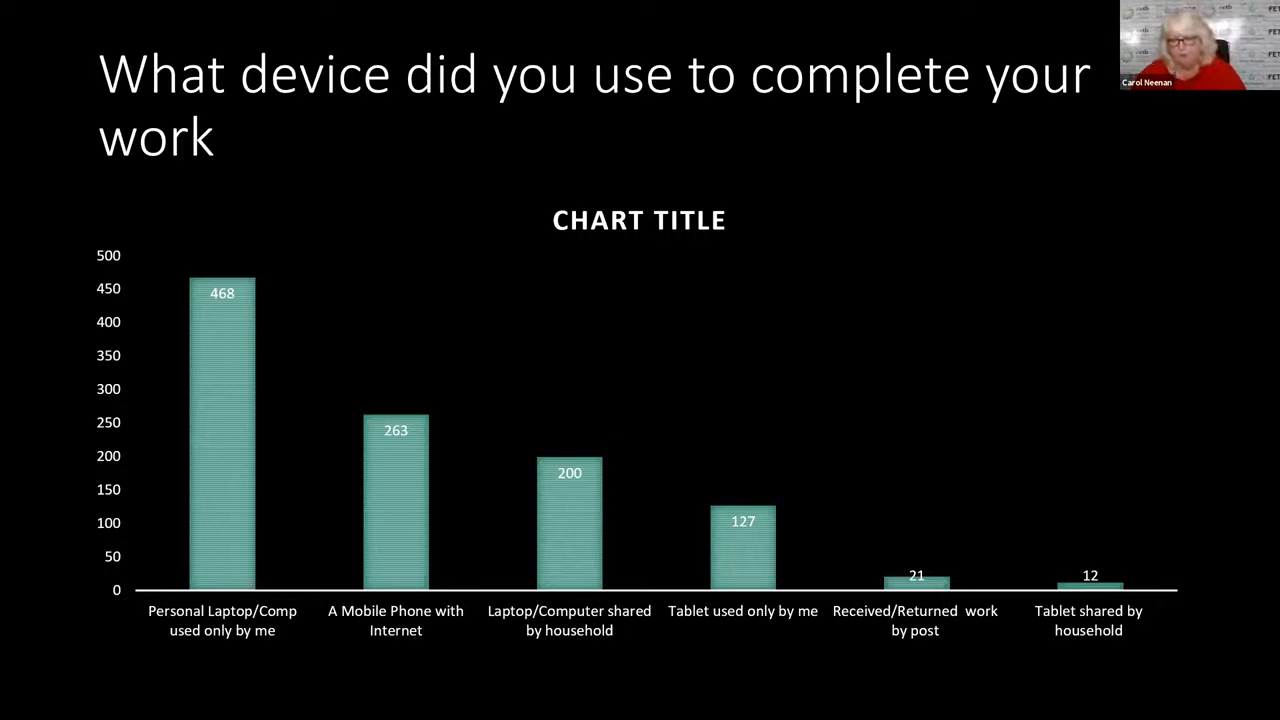 What device did you use to complete your
work
Carol Neenan
CHART TITLE
500
450
400
350
300
250
200
150
100
50
0
468
263
200
127
21
12
Personal Laptop/Comp
used only by me
A Mobile Phone with
Internet
Laptop/Computer shared
by household
Tablet used only by me
Received/Returned work
by post
Tablet shared by
household